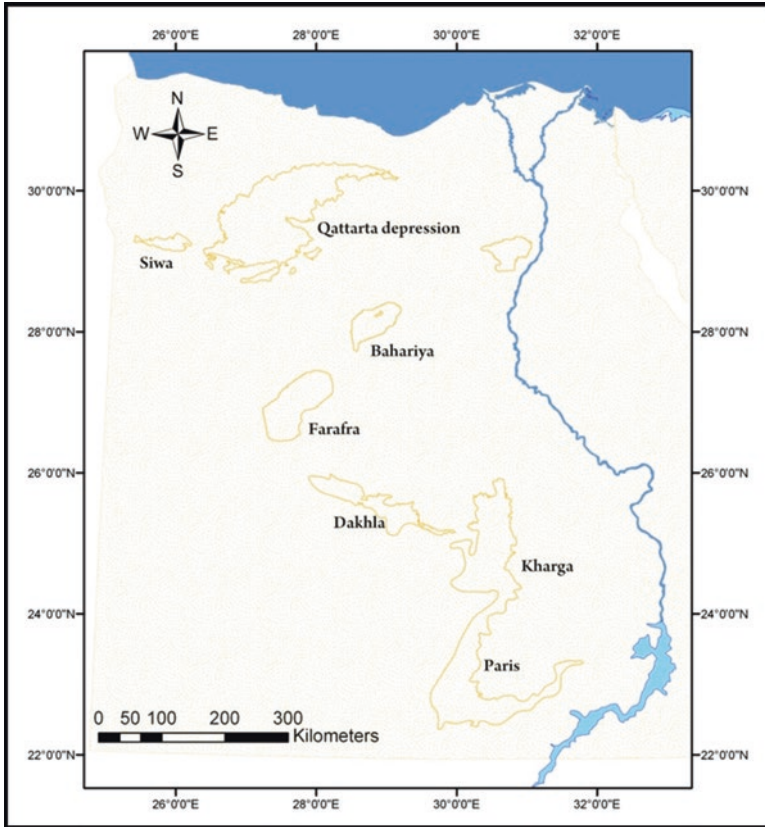 26°0'0"E 28°0'0"E 30°0'0"E 32°0'0"E
N
W E
S
30°0'0"N 30°0'0"N
Qattarta depression
Siwa
28°0'0"N 28°0'0"N
Bahariya
Farafra
26°0'0"N 26°0'0"N
Dakhla
Kharga
24°0'0"N 24°0'0"N
Paris
0 50 100 200 300
Kilometers
22°0'0"N 22°0'0"N
26°0'0"E 28°0'0"E 30°0'0"E 32°0'0"E